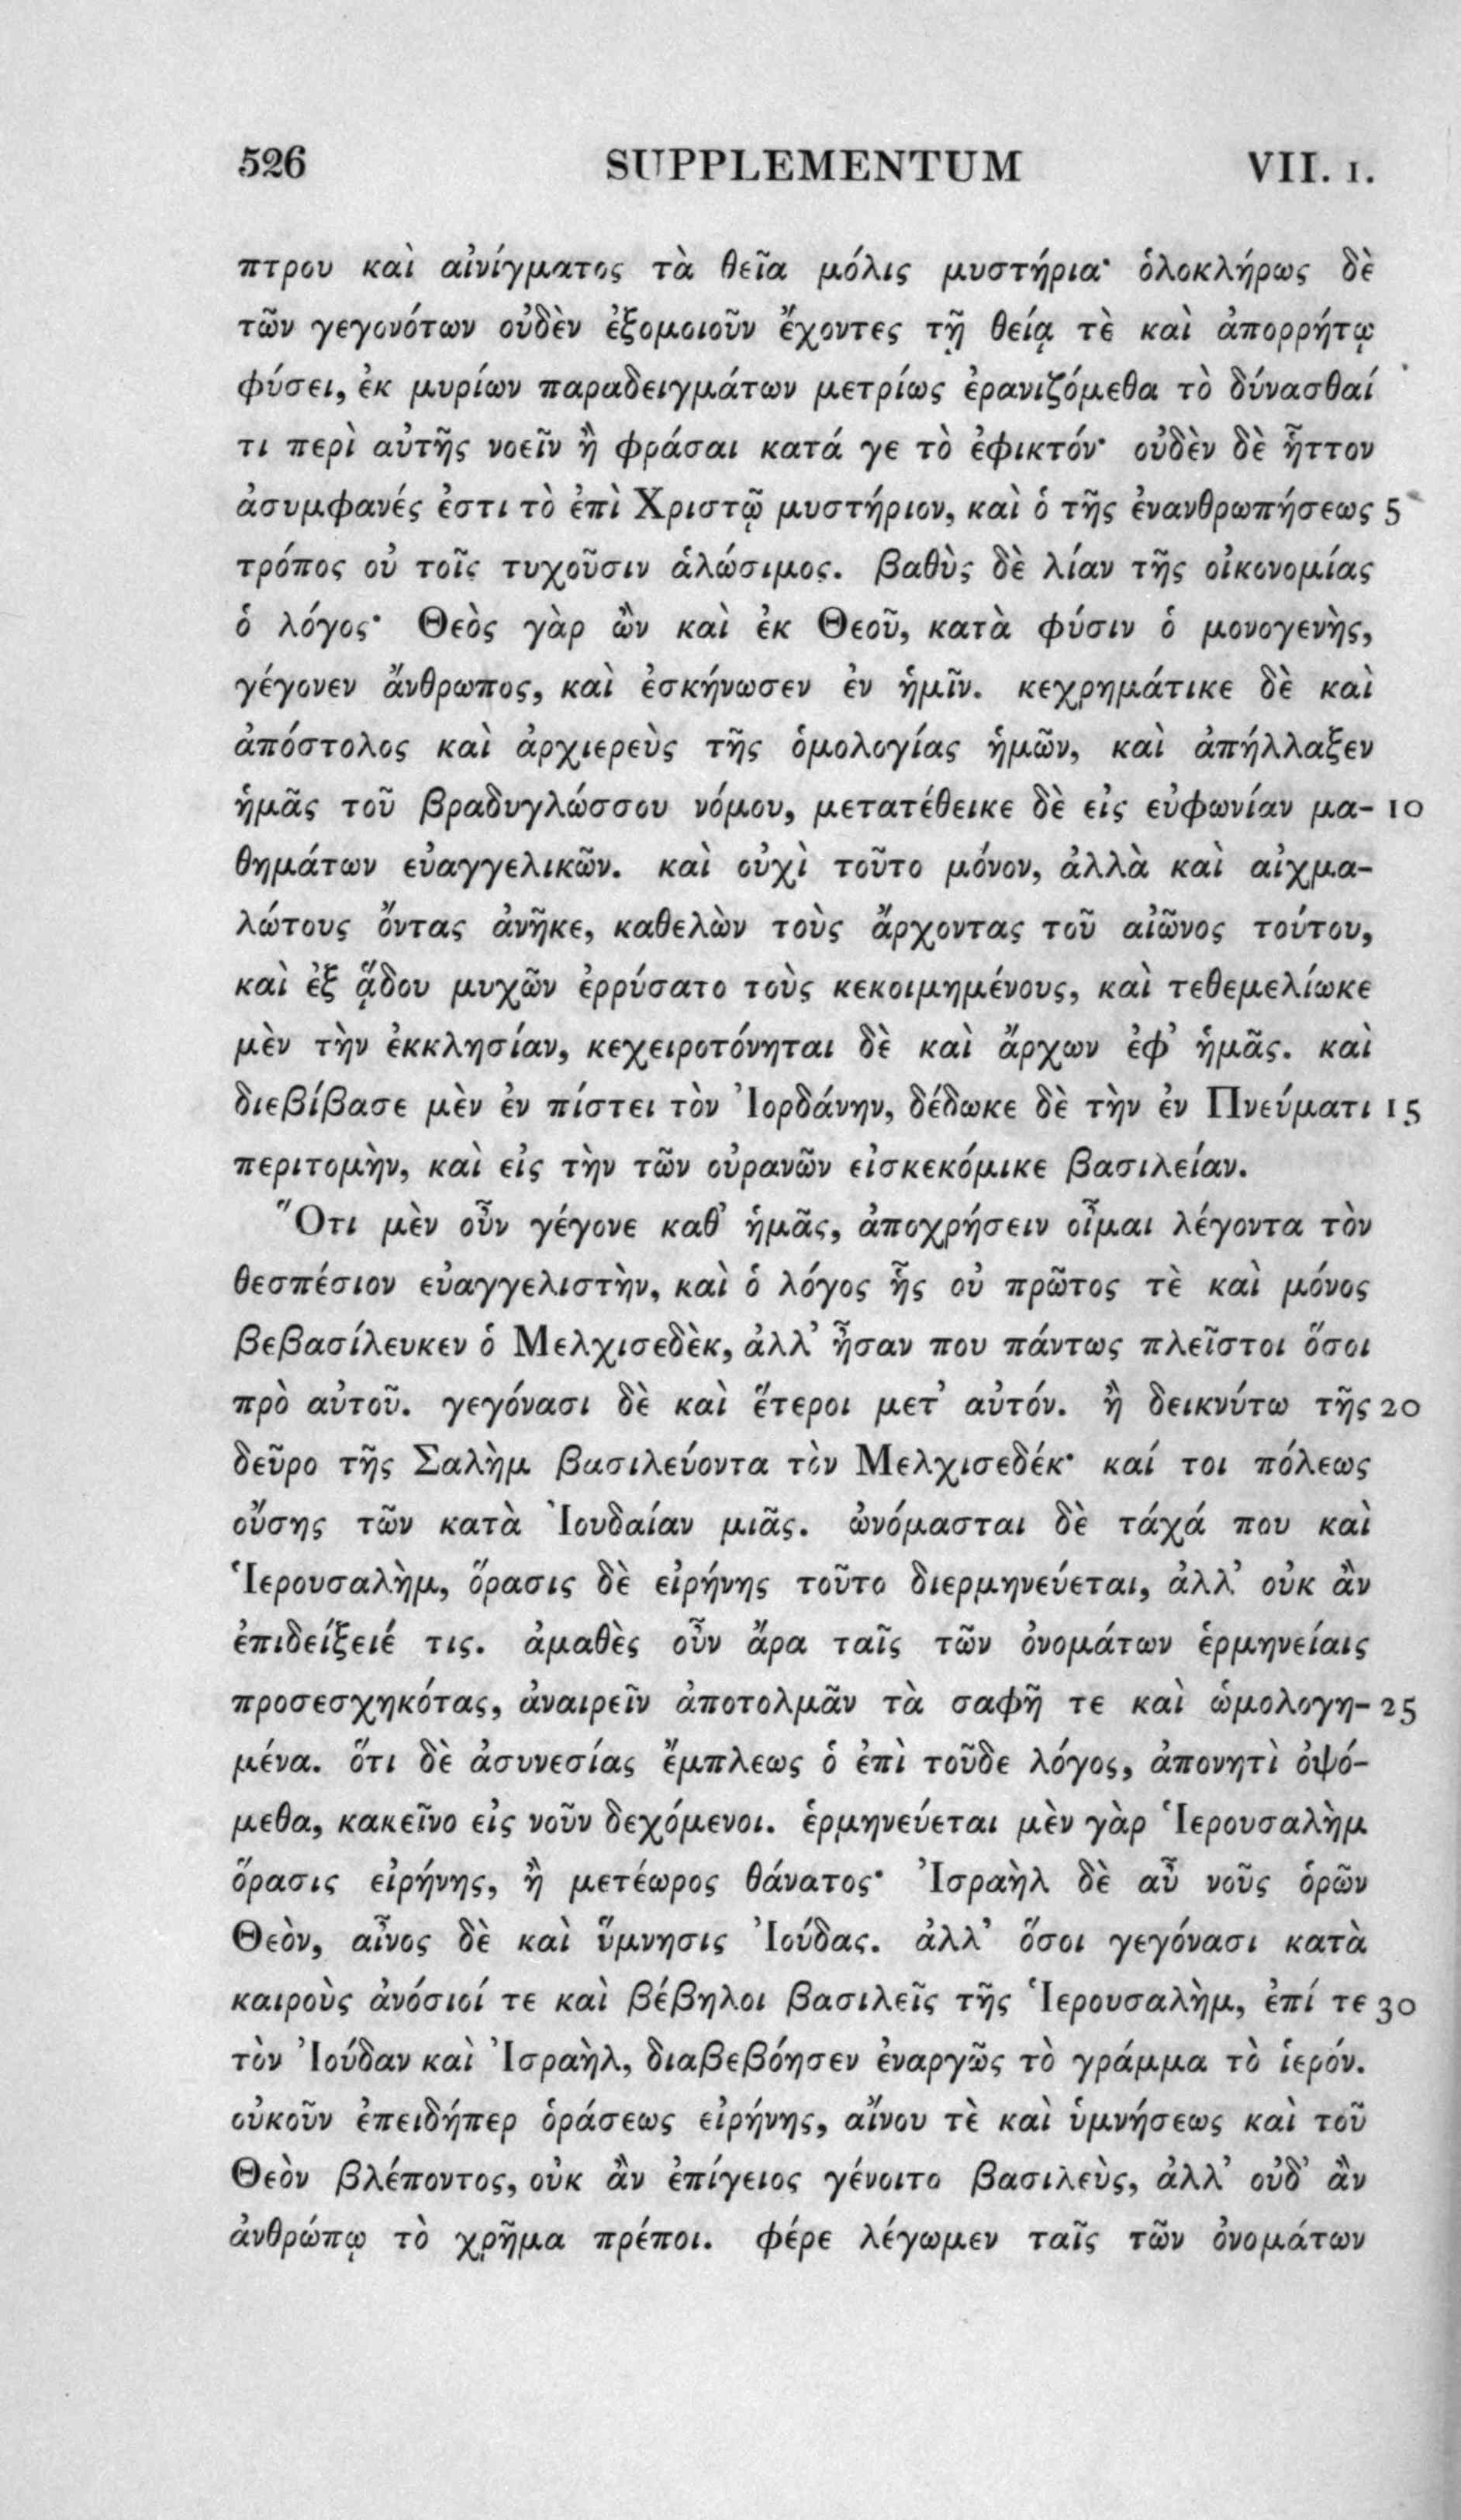 526 SUPPLEMENTUM VII. 1.
πτρου καὶ αἰνίγματος τὰ θεῖα μόλις μυστήρια· ὁλοκλήρως δὲ
τῶν γεγονότων οὐδὲν ἐξομοιοῦν ἔχοντες τῇ θείᾳ τὲ καὶ ἀπορρήτῳ
φύσει, ἐκ μυρίων παραδειγμάτων μετρίως ἐρανιζόμεθα τὸ δύνασθαί
τι περὶ αὐτῆς νοεῖν ἢ φράσαι κατά γε τὸ ἐφικτόν· οὐδὲν δὲ ἧττον
ἀσυμφανές ἐστι τὸ ἐπὶ Χριστῷ μυστήριον, καὶ ὁ τῆς ἐνανθρωπήσεως 5
τρόπος οὐ τοῖς τυχοῦσιν ἁλώσιμος. βαθὺς δὲ λίαν τῆς οἰκονομίας
ὁ λόγος· Θεὸς γὰρ ὢν καὶ ἐκ Θεοῦ, κατὰ φύσιν ὁ μονογενὴς,
γέγονεν ἄνθρωπος, καὶ ἐσκήνωσεν ἐν ἡμῖν. κεχρημάτικε δὲ καὶ
ἀπόστολος καὶ ἀρχιερεὺς τῆς ὁμολογίας ἡμῶν, καὶ ἀπήλλαξεν
ἡμᾶς τοῦ βραδυγλώσσου νόμου, μετατέθεικε δὲ εἰς εὐφωνίαν μα- 10
θημάτων εὐαγγελικῶν. καὶ οὐχὶ τοῦτο μόνον, ἀλλὰ καὶ αἰχμα-
λώτους ὄντας ἀνῆκε, καθελὼν τοὺς ἄρχοντας τοῦ αἰῶνος τούτου,
καὶ ἐξ ᾅδου μυχῶν ἐρρύσατο τοὺς κεκοιμημένους, καὶ τεθεμελίωκε
μὲν τὴν ἐκκλησίαν, κεχειροτόνηται δὲ καὶ ἄρχων ἐφ᾽ ἡμᾶς. καὶ
διεβίβασε μὲν ἐν πίστει τὸν Ἰορδάνην, δέδωκε δὲ τὴν ἐν Πνεύματι 15
περιτομὴν, καὶ εἰς τὴν τῶν οὐρανῶν εἰσκεκόμικε βασιλείαν.
Ὅτι μὲν οὖν γέγονε καθ᾽ ἡμᾶς, ἀποχρήσειν οἶμαι λέγοντα τὸν
θεσπέσιον εὐαγγελιστὴν, καὶ ὁ λόγος ἧς οὐ πρῶτος τὲ καὶ μόνος
βεβασίλευκεν ὁ Μελχισεδὲκ, ἀλλ᾽ ἦσαν που πάντως πλεῖστοι ὅσοι
πρὸ αὐτοῦ. γεγόνασι δὲ καὶ ἕτεροι μετ᾽ αὐτόν. ἢ δεικνύτω τῆς 20
δεῦρο τῆς Σαλὴμ βασιλεύοντα τὸν Μελχισεδέκ· καί τοι πόλεως
οὔσης τῶν κατὰ Ἰουδαίαν μιᾶς. ὠνόμασται δὲ τάχά που καὶ
Ἱερουσαλὴμ, ὅρασις δὲ εἰρήνης τοῦτο διερμηνεύεται, ἀλλ᾽ οὐκ ἂν
ἐπιδείξειέ τις. ἀμαθὲς οὖν ἄρα ταῖς τῶν ὀνομάτων ἑρμηνείαις
προσεσχηκότας, ἀναιρεῖν ἀποτολμᾶν τὰ σαφῆ τε καὶ ὡμολογη- 25
μένα. ὅτι δὲ ἀσυνεσίας ἔμπλεως ὁ ἐπὶ τοῦδε λόγος, ἀπονητὶ ὀψό-
μεθα, κακεῖνο εἰς νοῦν δεχόμενοι. ἑρμηνεύεται μὲν γὰρ Ἱερουσαλὴμ
ὅρασις εἰρήνης, ἢ μετέωρος θάνατος· Ἰσραὴλ δὲ αὖ νοῦς ὁρῶν
Θεὸν, αἶνος δὲ καὶ ὕμνησις Ἰούδας. ἀλλ᾽ ὅσοι γεγόνασι κατὰ
καιροὺς ἀνόσιοί τε καὶ βέβηλοι βασιλεῖς τῆς Ἱερουσαλὴμ, ἐπί τε 30
τὸν Ἰούδαν καὶ Ἰσραὴλ, διαβεβόησεν ἐναργῶς τὸ γράμμα τὸ ἱερόν.
οὐκοῦν ἐπειδήπερ ὁράσεως εἰρήνης, αἴνου τὲ καὶ ὑμνήσεως καὶ τοῦ
Θεὸν βλέποντος, οὐκ ἂν ἐπίγειος γένοιτο βασιλεὺς, ἀλλ᾽ οὐδ᾽ ἂν
ἀνθρώπῳ τὸ χρῆμα πρέποι. φέρε λέγωμεν ταῖς τῶν ὀνομάτων